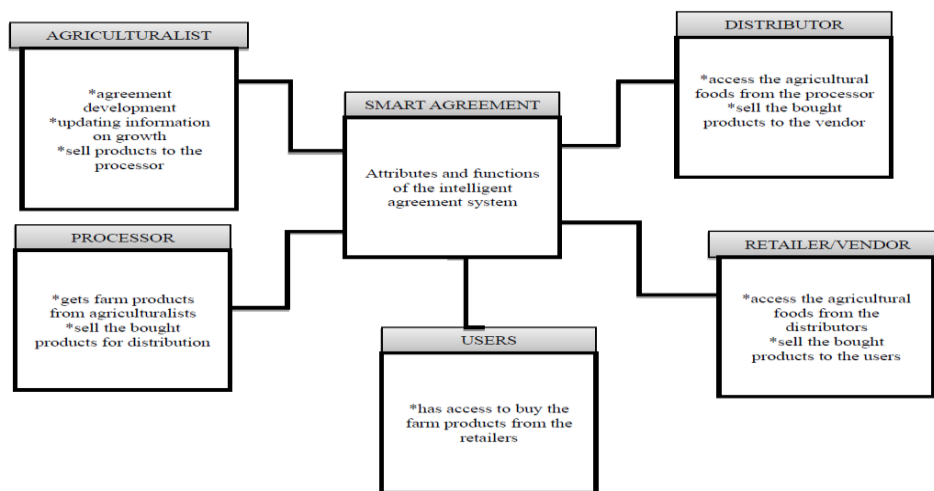 AGRICULTURALIST
*agreement
development
*updating information
on growth
*sell products to the
processor
DISTRIBUTOR
*access the agricultural
foods from the processor
*sell the bought
products to the vendor
SMART AGREEMENT
Attributes and functions
of the intelligent
agreement system
PROCESSOR
*gets farm products
from agriculturalists
*sell the bought
products for distribution
RETAILER/VENDOR
*access the agricultural
foods from the
distributors
*sell the bought
products to the users
USERS
*has access to buy the
farm products from the
retailers